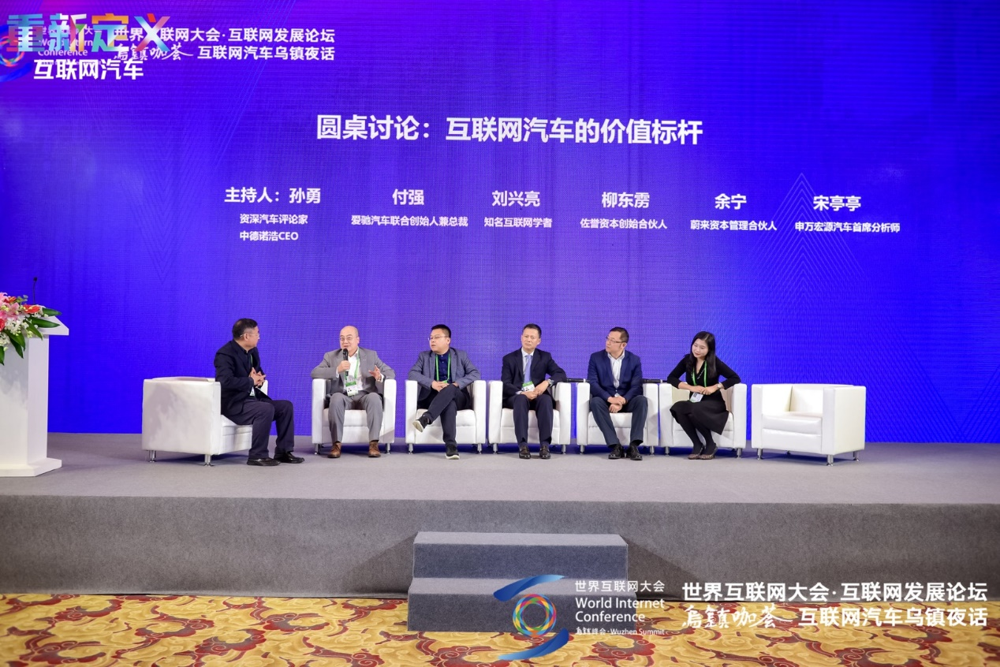 重新定义
互联网汽车
世界互联网大会·互联网发展论坛
乌镇咖荟 互联网汽车乌镇夜话
圆桌讨论：互联网汽车的价值标杆
主持人：孙勇
资深汽车评论家
中德诺浩CEO
付强
爱驰汽车联合创始人兼总裁
刘兴亮
知名互联网学者
柳东雳
佐誉资本创始合伙人
余宁
蔚来资本管理合伙人
宋亭亭
申万宏源汽车首席分析师
世界互联网大会
World Internet
Conference
乌镇峰会·Wuzhen Summit
世界互联网大会·互联网发展论坛
烏鎮咖荟 互联网汽车乌镇夜话